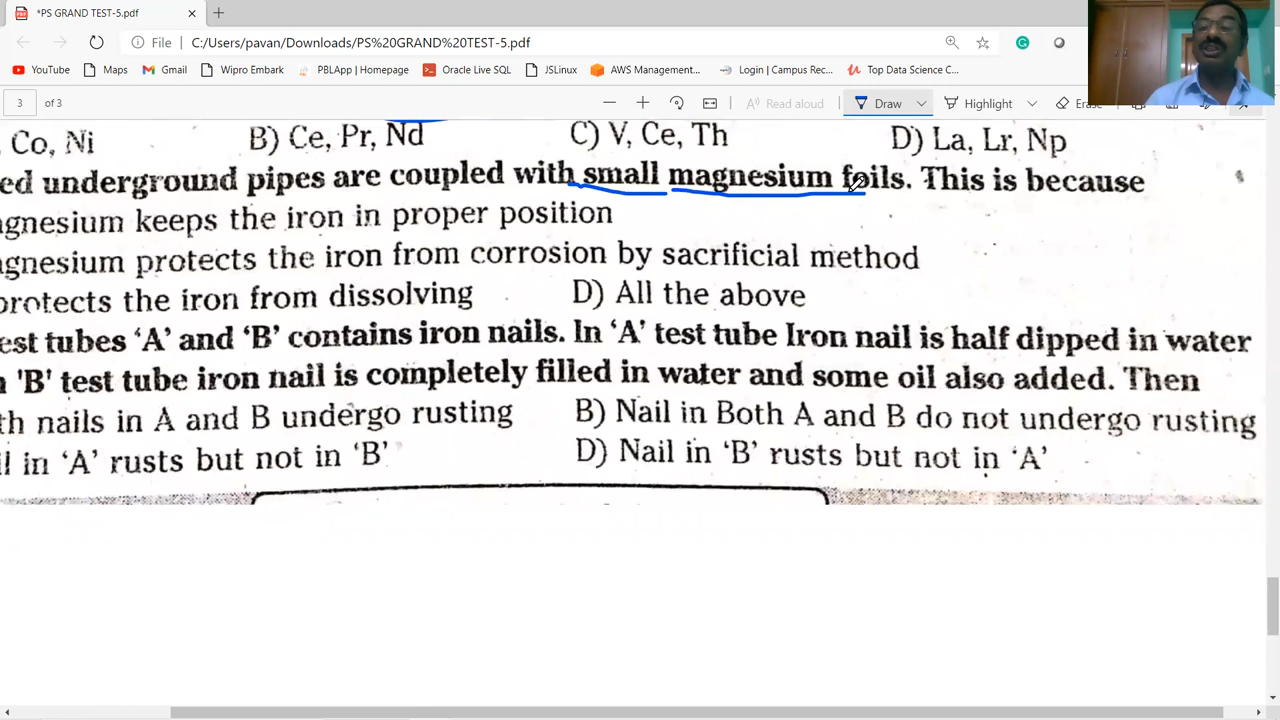 *PS GRAND TEST-5.pdf
File C:/Users/pavan/Downloads/PS%20GRAND%20TEST-5.pdf
YouTube Maps Gmail Wipro Embark PBLApp | Homepage Oracle Live SQL JSLinux AWS Management... Login | Campus Rec... Top Data Science C...
3 of 3 Read aloud Draw Highlight Erase
Co, Ni B) Ce, Pr, Nd C) V, Ce, Th D) La, Lr, Np
ed underground pipes are coupled with small magnesium foils. This is because
agnesium keeps the iron in proper position
agnesium protects the iron from corrosion by sacrificial method
protects the iron from dissolving D) All the above
est tubes ‘A’ and ‘B’ contains iron nails. In ‘A’ test tube Iron nail is half dipped in water
'B' test tube iron nail is completely filled in water and some oil also added. Then
th nails in A and B undergo rusting B) Nail in Both A and B do not undergo rusting
l in ‘A’ rusts but not in ‘B’ D) Nail in ‘B’ rusts but not in ‘A’